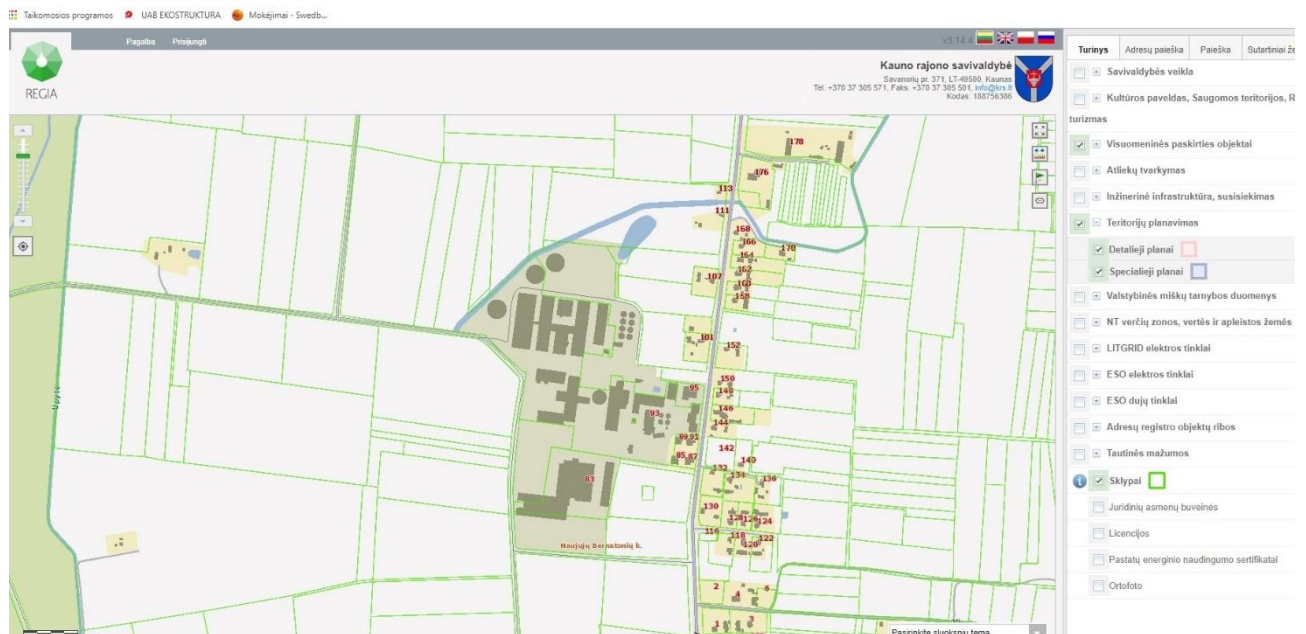 Taikomosios programos UAB EKOSTRUKTURA Mokėjimai - Swedb...
Pagalba Prisijungti v3.14.4
REGIA
Kauno rajono savivaldybė
Savanorių pr. 371, LT-49500, Kaunas
Tel. +370 37 305 571, Faks. +370 37 305 501, info@krs.lt
Kodas: 188756386
Turinys Adresų paieška Paieška Sutartiniai že
Savivaldybės veikla
Kultūros paveldas, Saugomos teritorijos, R
turizmas
Visuomeninės paskirties objektai
Atliekų tvarkymas
Inžinerinė infrastruktūra, susisiekimas
Teritorijų planavimas
Detalieji planai
Specialieji planai
Valstybinės miškų tarnybos duomenys
NT verčių zonos, vertės ir apleistos žemės
LITGRID elektros tinklai
ESO elektros tinklai
ESO dujų tinklai
Adresų registro objektų ribos
Tautinės mažumos
Sklypai
Juridinių asmenų buveinės
Licencijos
Pastatų energinio naudingumo sertifikatai
Ortofoto
178
176
113
111
168
166
164
170
162
107
160
158
101
152
150
95
148
146
93
144
89 91
142
85 87
140
132
134
136
83
130
128 126 124
116
118
122
120
Naujųjų Bernatonių k.
Upytė
2
4
6
1
3
Pasirinkite sluoksnių temą